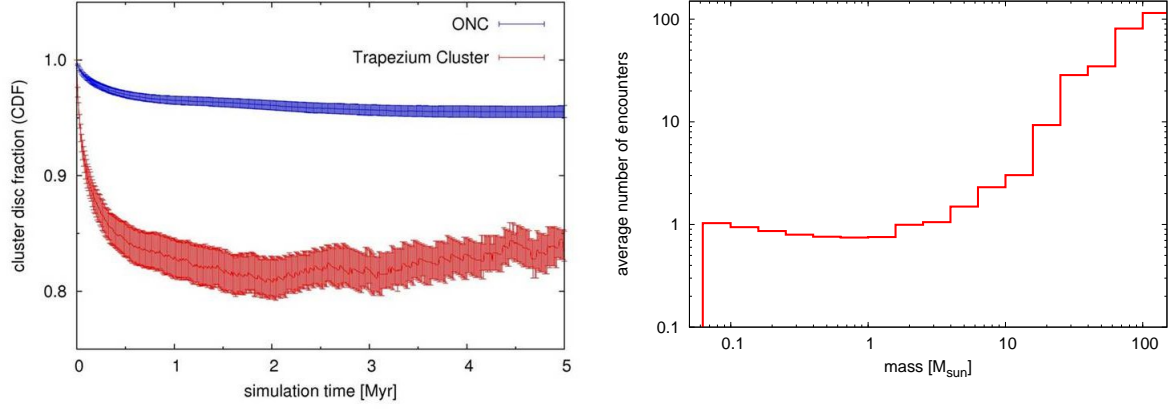 ONC
Trapezium Cluster
1.0
0.9
0.8
cluster disc fraction (CDF)
0 1 2 3 4 5
simulation time [Myr]
100
10
1
0.1
average number of encounters
0.1 1 10 100
mass [Msun]